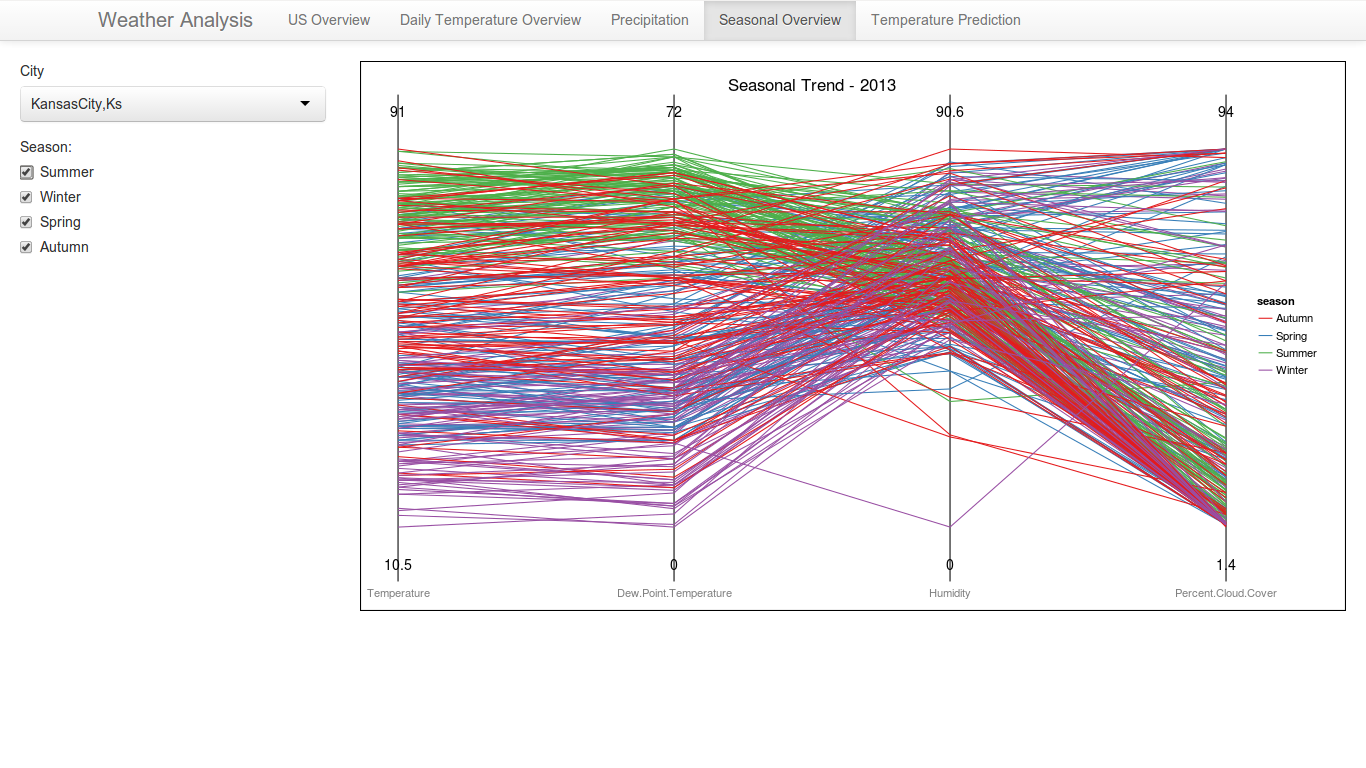 Weather Analysis US Overview Daily Temperature Overview Precipitation Seasonal Overview Temperature Prediction
City
KansasCity,Ks
Season:
Summer
Winter
Spring
Autumn
Seasonal Trend - 2013
91 72 90.6 94
season
Autumn
Spring
Summer
Winter
10.5 0 0 1.4
Temperature Dew.Point.Temperature Humidity Percent.Cloud.Cover